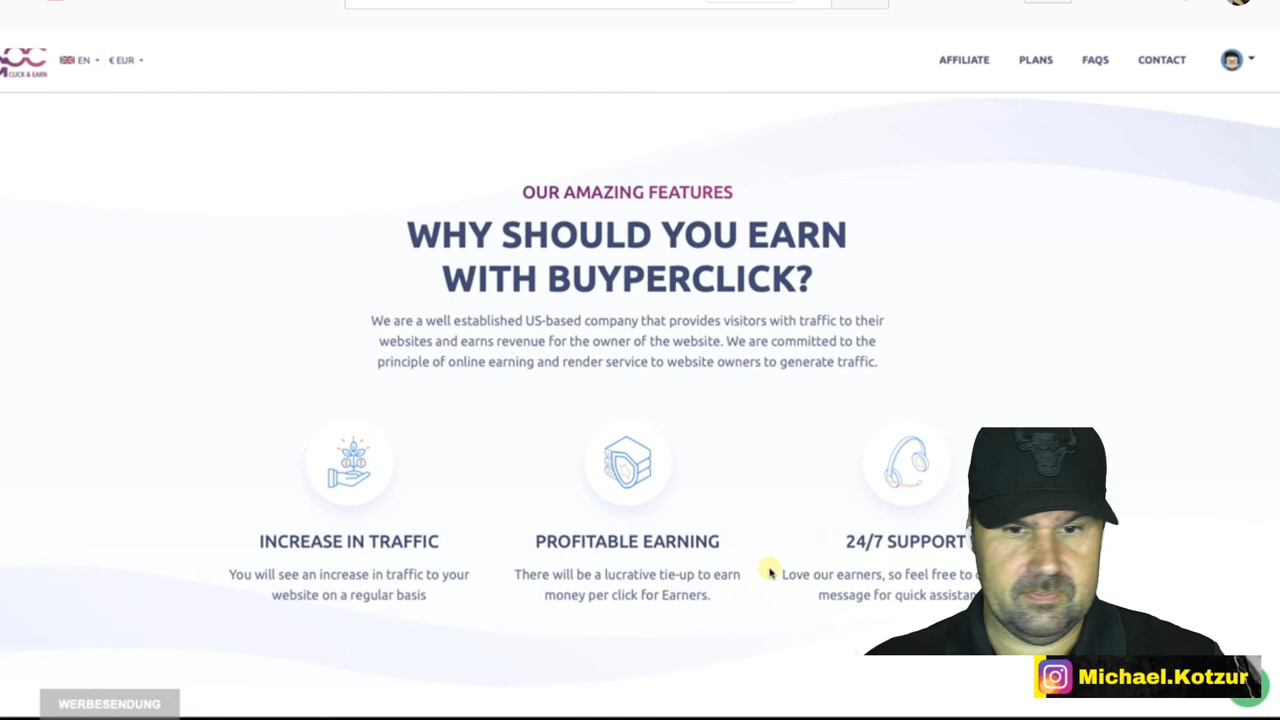 CLICK & EARN
EN
€ EUR
AFFILIATE
PLANS
FAQS
CONTACT
OUR AMAZING FEATURES
WHY SHOULD YOU EARN
WITH BUYPERCLICK?
We are a well established US-based company that provides visitors with traffic to their
websites and earns revenue for the owner of the website. We are committed to the
principle of online earning and render service to website owners to generate traffic.
INCREASE IN TRAFFIC
You will see an increase in traffic to your
website on a regular basis
PROFITABLE EARNING
There will be a lucrative tie-up to earn
money per click for Earners.
24/7 SUPPORT
Love our earners, so feel free to
message for quick
Michael.Kotzur
WERBESENDUNG